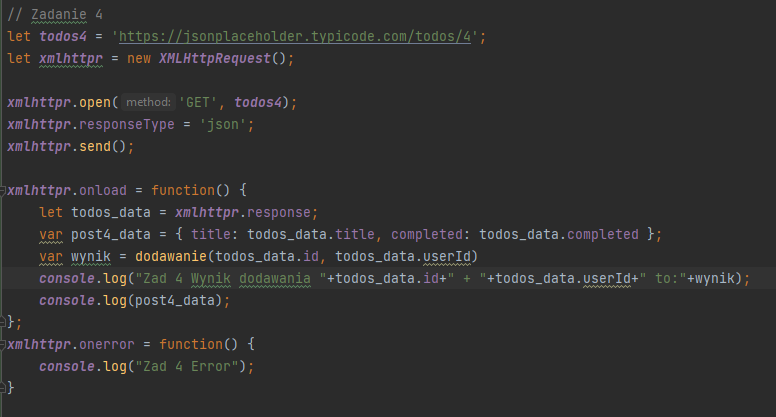 // Zadanie 4
let todos4 = 'https://jsonplaceholder.typicode.com/todos/4';
let xmlhttpr = new XMLHttpRequest();
xmlhttpr.open( method: 'GET', todos4);
xmlhttpr.responseType = 'json';
xmlhttpr.send();
xmlhttpr.onload = function() {
let todos_data = xmlhttpr.response;
var post4_data = { title: todos_data.title, completed: todos_data.completed };
var wynik = dodawanie(todos_data.id, todos_data.userId)
console.log("Zad 4 Wynik dodawania "+todos_data.id+" + "+todos_data.userId+" to:"+wynik);
console.log(post4_data);
};
xmlhttpr.onerror = function() {
console.log("Zad 4 Error");
}